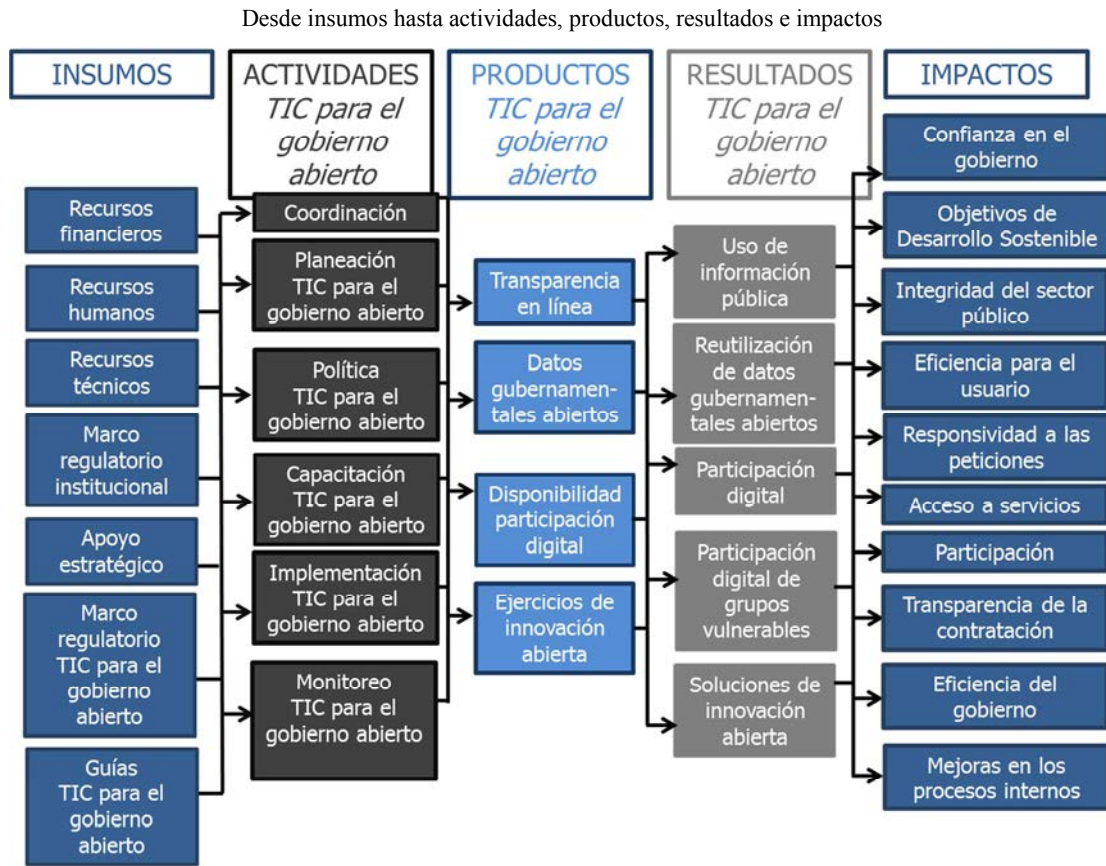 Desde insumos hasta actividades, productos, resultados e impactos
INSUMOS
Recursos
financieros
Recursos
humanos
Recursos
técnicos
Marco
regulatorio
institucional
Apoyo
estratégico
Marco
regulatorio
TIC para el
gobierno
abierto
Guías
TIC para el
gobierno
abierto
ACTIVIDADES
TIC para el
gobierno
abierto
Coordinación
Planeación
TIC para el
gobierno abierto
Política
TIC para el
gobierno abierto
Capacitación
TIC para el
gobierno abierto
Implementación
TIC para el
gobierno abierto
Monitoreo
TIC para el
gobierno abierto
PRODUCTOS
TIC para el
gobierno
abierto
Transparencia
en línea
Datos
gubernamen-
tales abiertos
Disponibilidad
participación
digital
Ejercicios de
innovación
abierta
RESULTADOS
TIC para el
gobierno
abierto
Uso de
información
pública
Reutilización
de datos
gubernamen-
tales abiertos
Participación
digital
Participación
digital de
grupos
vulnerables
Soluciones de
innovación
abierta
IMPACTOS
Confianza en el
gobierno
Objetivos de
Desarrollo Sostenible
Integridad del sector
público
Eficiencia para el
usuario
Responsividad a las
peticiones
Acceso a servicios
Participación
Transparencia de la
contratación
Eficiencia del
gobierno
Mejoras en los
procesos internos